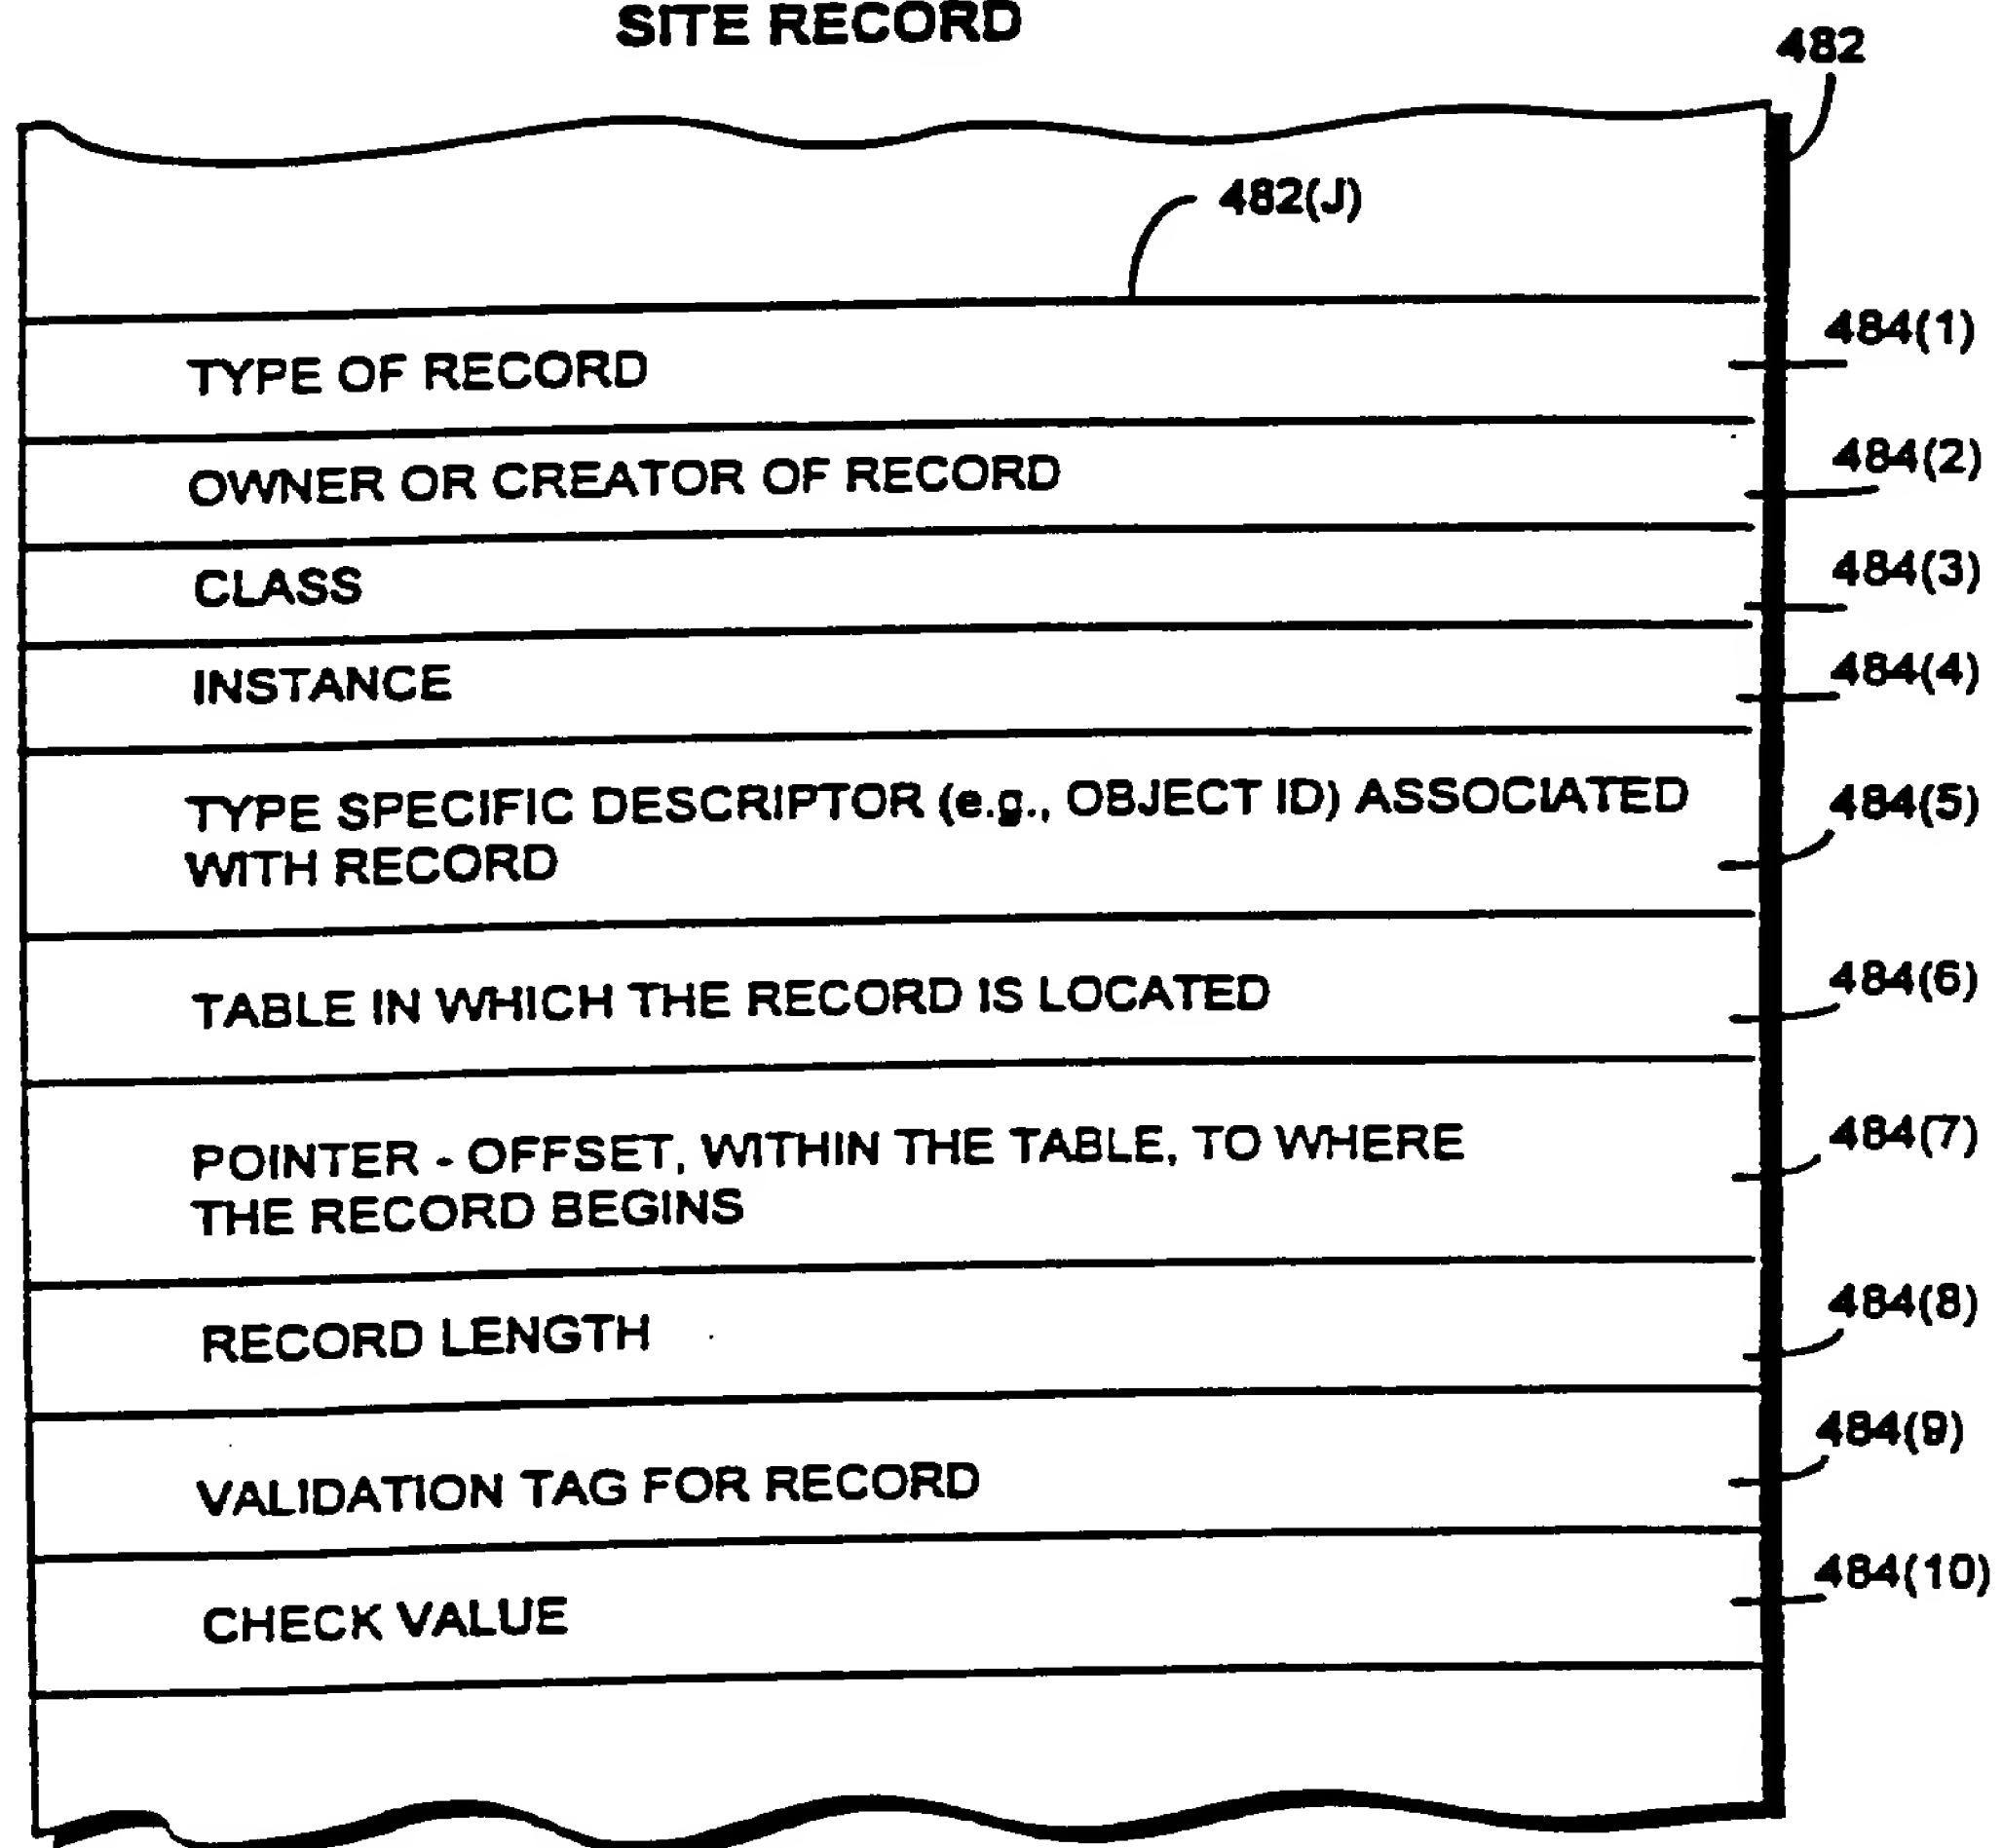 SITE RECORD
482
482(J)
484(1)
TYPE OF RECORD
484(2)
OWNER OR CREATOR OF RECORD
484(3)
CLASS
484(4)
INSTANCE
TYPE SPECIFIC DESCRIPTOR (e.g., OBJECT ID) ASSOCIATED
484(5)
WITH RECORD
484(6)
TABLE IN WHICH THE RECORD IS LOCATED
484(7)
POINTER - OFFSET, WITHIN THE TABLE, TO WHERE
THE RECORD BEGINS
484(8)
RECORD LENGTH
484(9)
VALIDATION TAG FOR RECORD
484(10)
CHECK VALUE